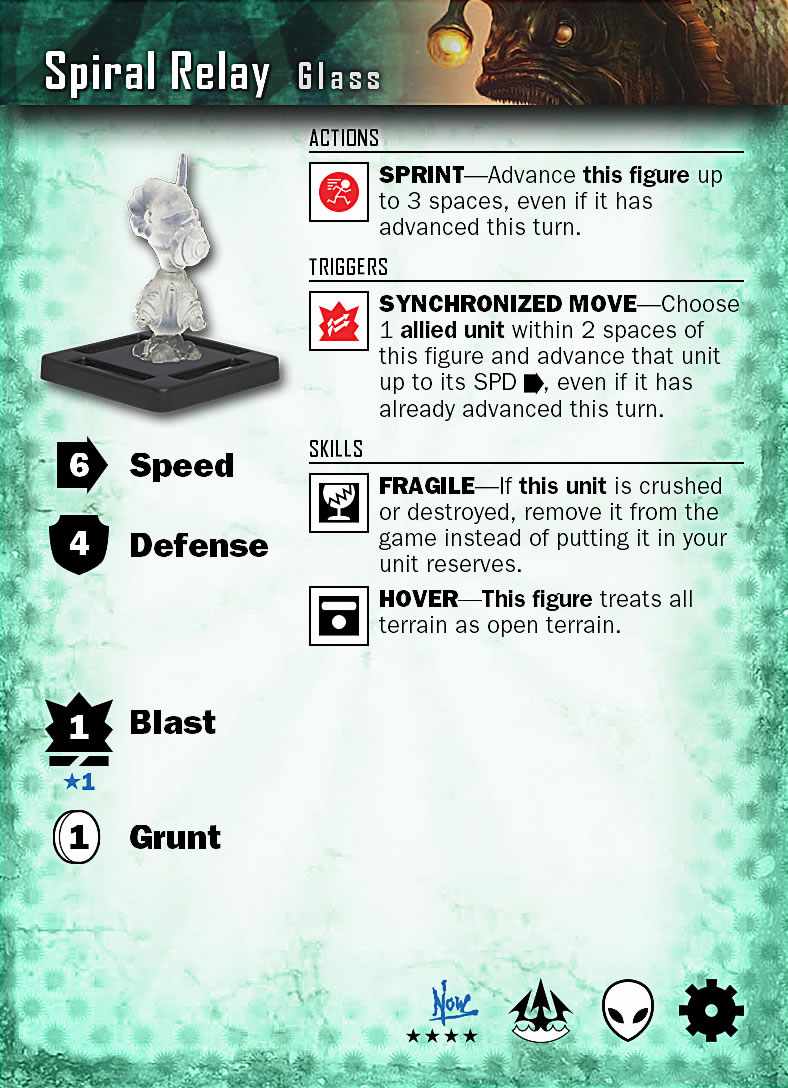 Spiral Relay Glass
ACTIONS
SPRINT—Advance this figure up
to 3 spaces, even if it has
advanced this turn.
TRIGGERS
SYNCHRONIZED MOVE—Choose
1 allied unit within 2 spaces of
this figure and advance that unit
up to its SPD , even if it has
already advanced this turn.
SKILLS
FRAGILE—If this unit is crushed
or destroyed, remove it from the
game instead of putting it in your
unit reserves.
HOVER—This figure treats all
terrain as open terrain.
6 Speed
4 Defense
1 Blast
★1
1 Grunt
Now
★★★★